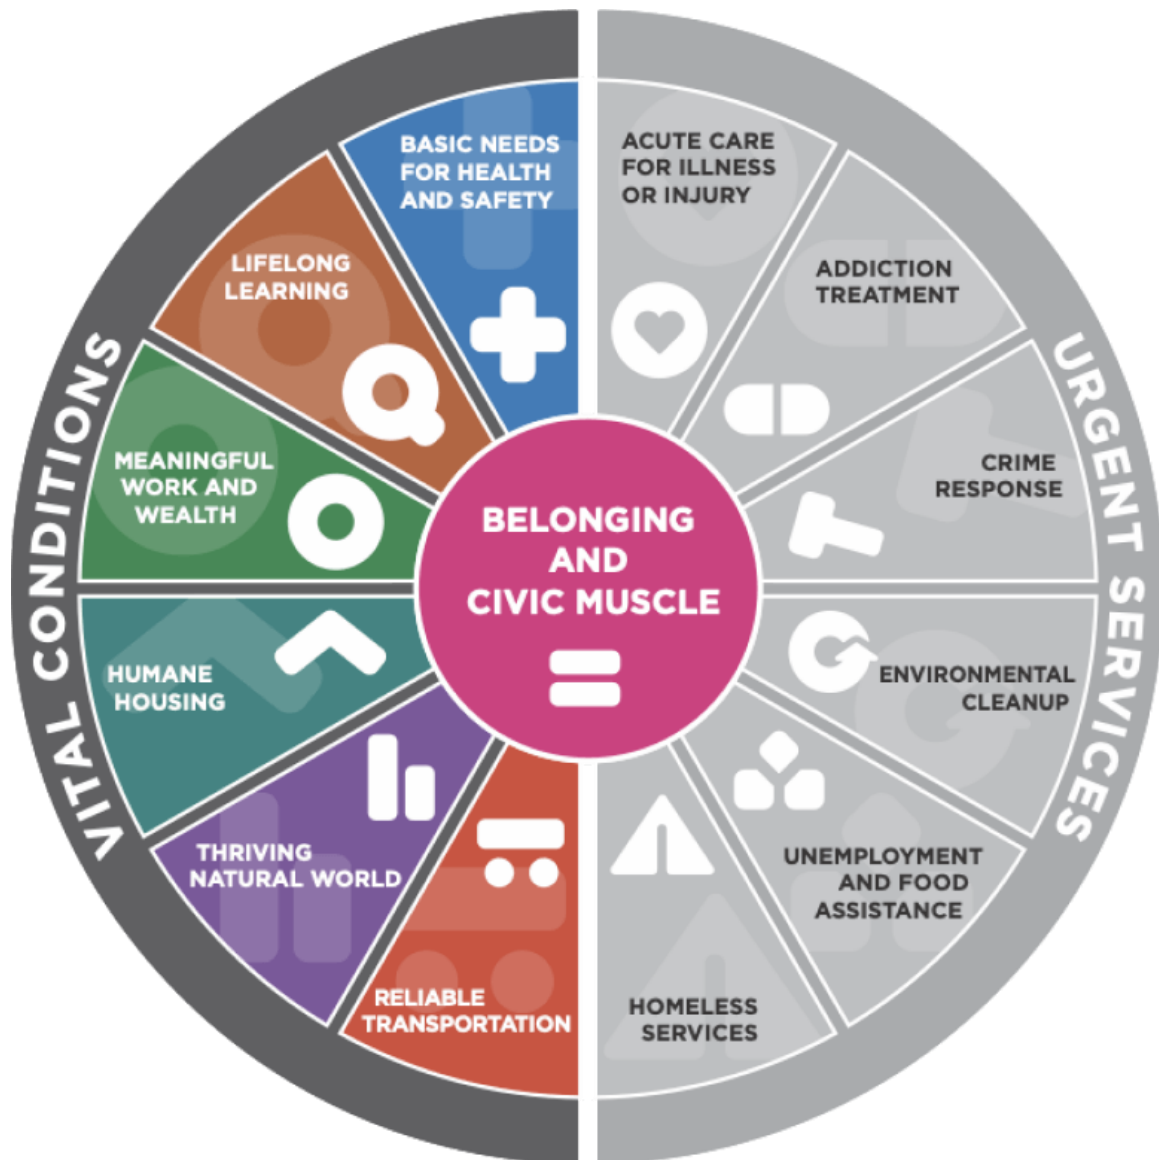 VITAL CONDITIONS
BASIC NEEDS
FOR HEALTH
AND SAFETY
LIFELONG
LEARNING
MEANINGFUL
WORK AND
WEALTH
HUMANE
HOUSING
THRIVING
NATURAL WORLD
RELIABLE
TRANSPORTATION
BELONGING
AND
CIVIC MUSCLE
URGENT SERVICES
ACUTE CARE
FOR ILLNESS
OR INJURY
ADDICTION
TREATMENT
CRIME
RESPONSE
ENVIRONMENTAL
CLEANUP
UNEMPLOYMENT
AND FOOD
ASSISTANCE
HOMELESS
SERVICES